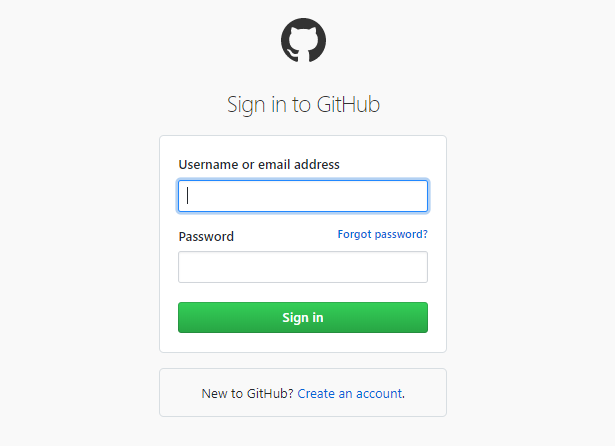 Sign in to GitHub
Username or email address
Password Forgot password?
Sign in
New to GitHub? Create an account.